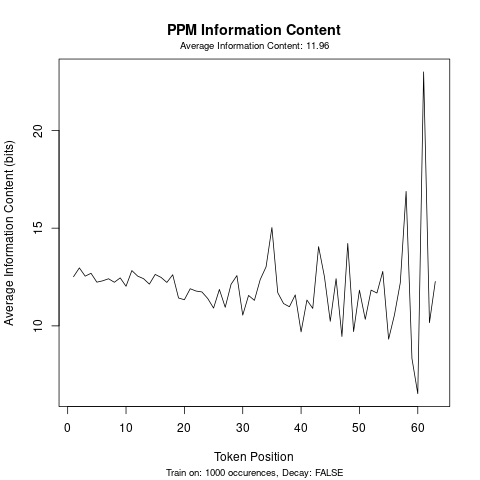 PPM Information Content
Average Information Content: 11.96
Average Information Content (bits)
20
15
10
0 10 20 30 40 50 60
Token Position
Train on: 1000 occurences, Decay: FALSE